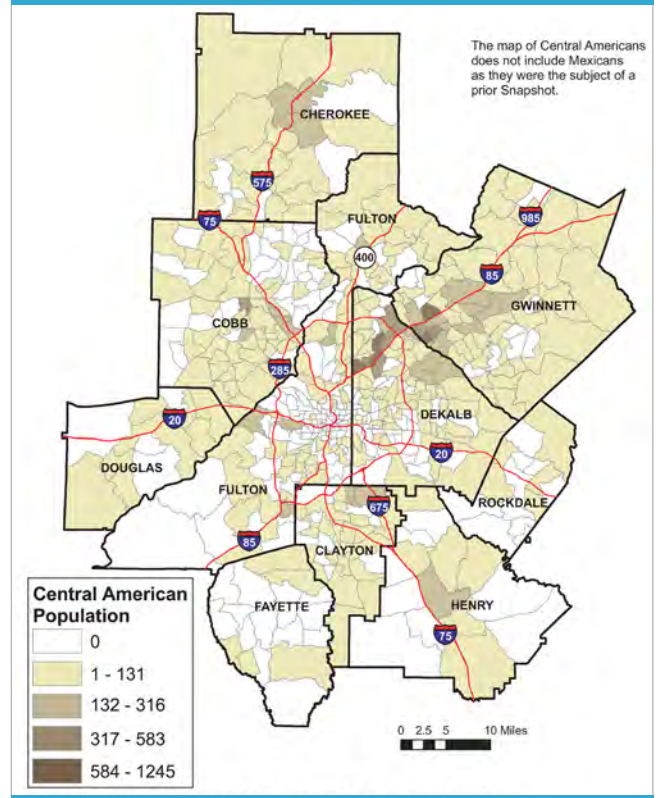 The map of Central Americans
does not include Mexicans
as they were the subject of a
prior Snapshot.
CHEROKEE
575
75
FULTON
985
400
85
GWINNETT
COBB
285
DEKALB
20
20
DOUGLAS
FULTON
ROCKDALE
675
85
CLAYTON
FAYETTE
HENRY
75
Central American
Population
0
1 - 131
132 - 316
317 - 583
584 - 1245
0 2.5 5 10 Miles